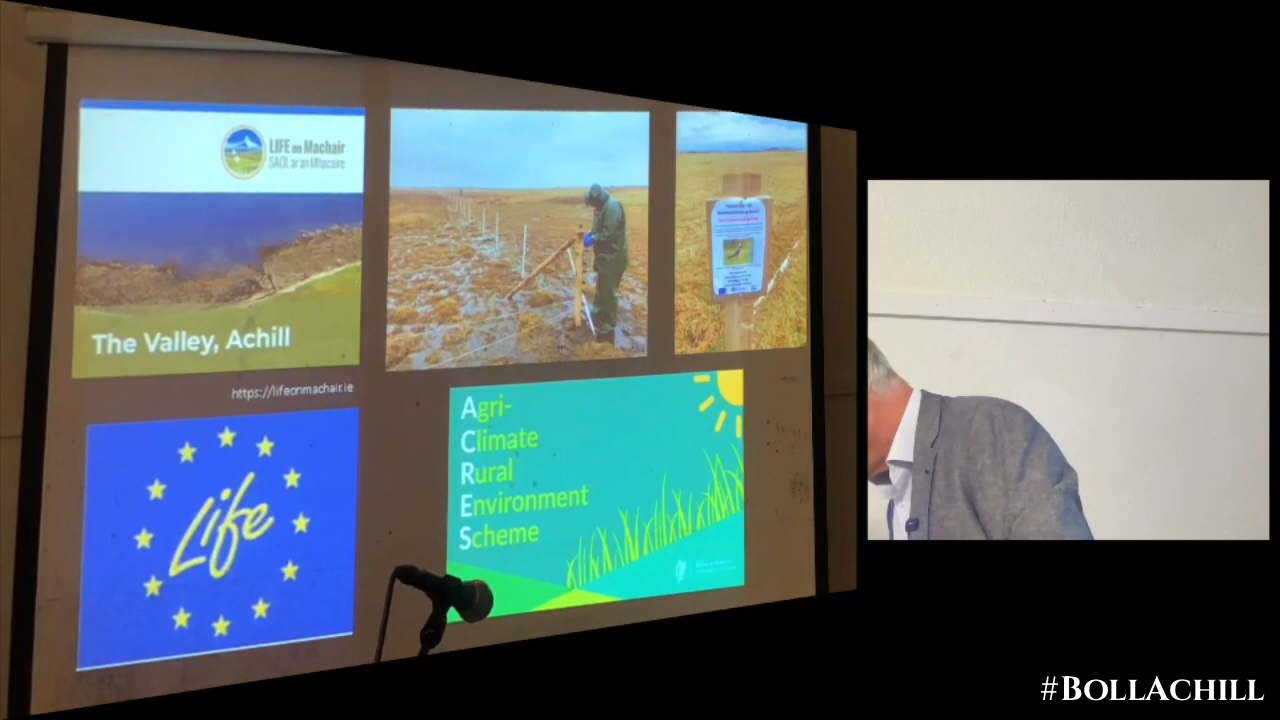 LIFE on Machair
SAOL ar an Mhacaire
The Valley, Achill
https://lifeonmachair.ie
Life
Agri-
Climate
Rural
Environment
Scheme
#BOLLACHILL